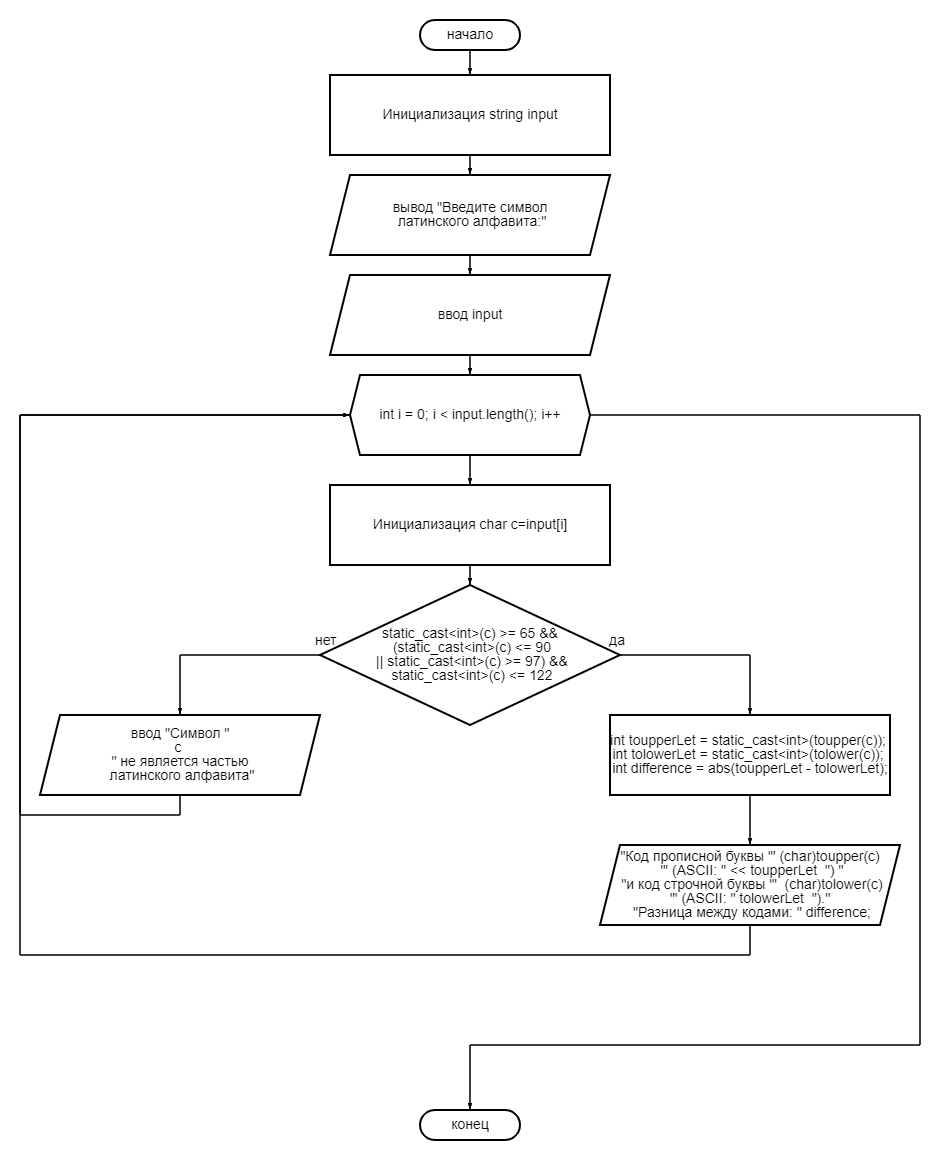 начало
Инициализация string input
вывод "Введите символ
латинского алфавита:"
ввод input
int i = 0; i < input.length(); i++
Инициализация char c=input[i]
static_cast<int>(c) >= 65 &&
(static_cast<int>(c) <= 90
|| static_cast<int>(c) >= 97) &&
static_cast<int>(c) <= 122
нет
да
ввод "Символ "
c
" не является частью
латинского алфавита"
int toupperLet = static_cast<int>(toupper(c));
int tolowerLet = static_cast<int>(tolower(c));
int difference = abs(toupperLet - tolowerLet);
"Код прописной буквы '" (char)toupper(c)
"' (ASCII: " << toupperLet ") "
"и код строчной буквы '" (char)tolower(c)
"' (ASCII: " tolowerLet ")."
"Разница между кодами: " difference;
конец